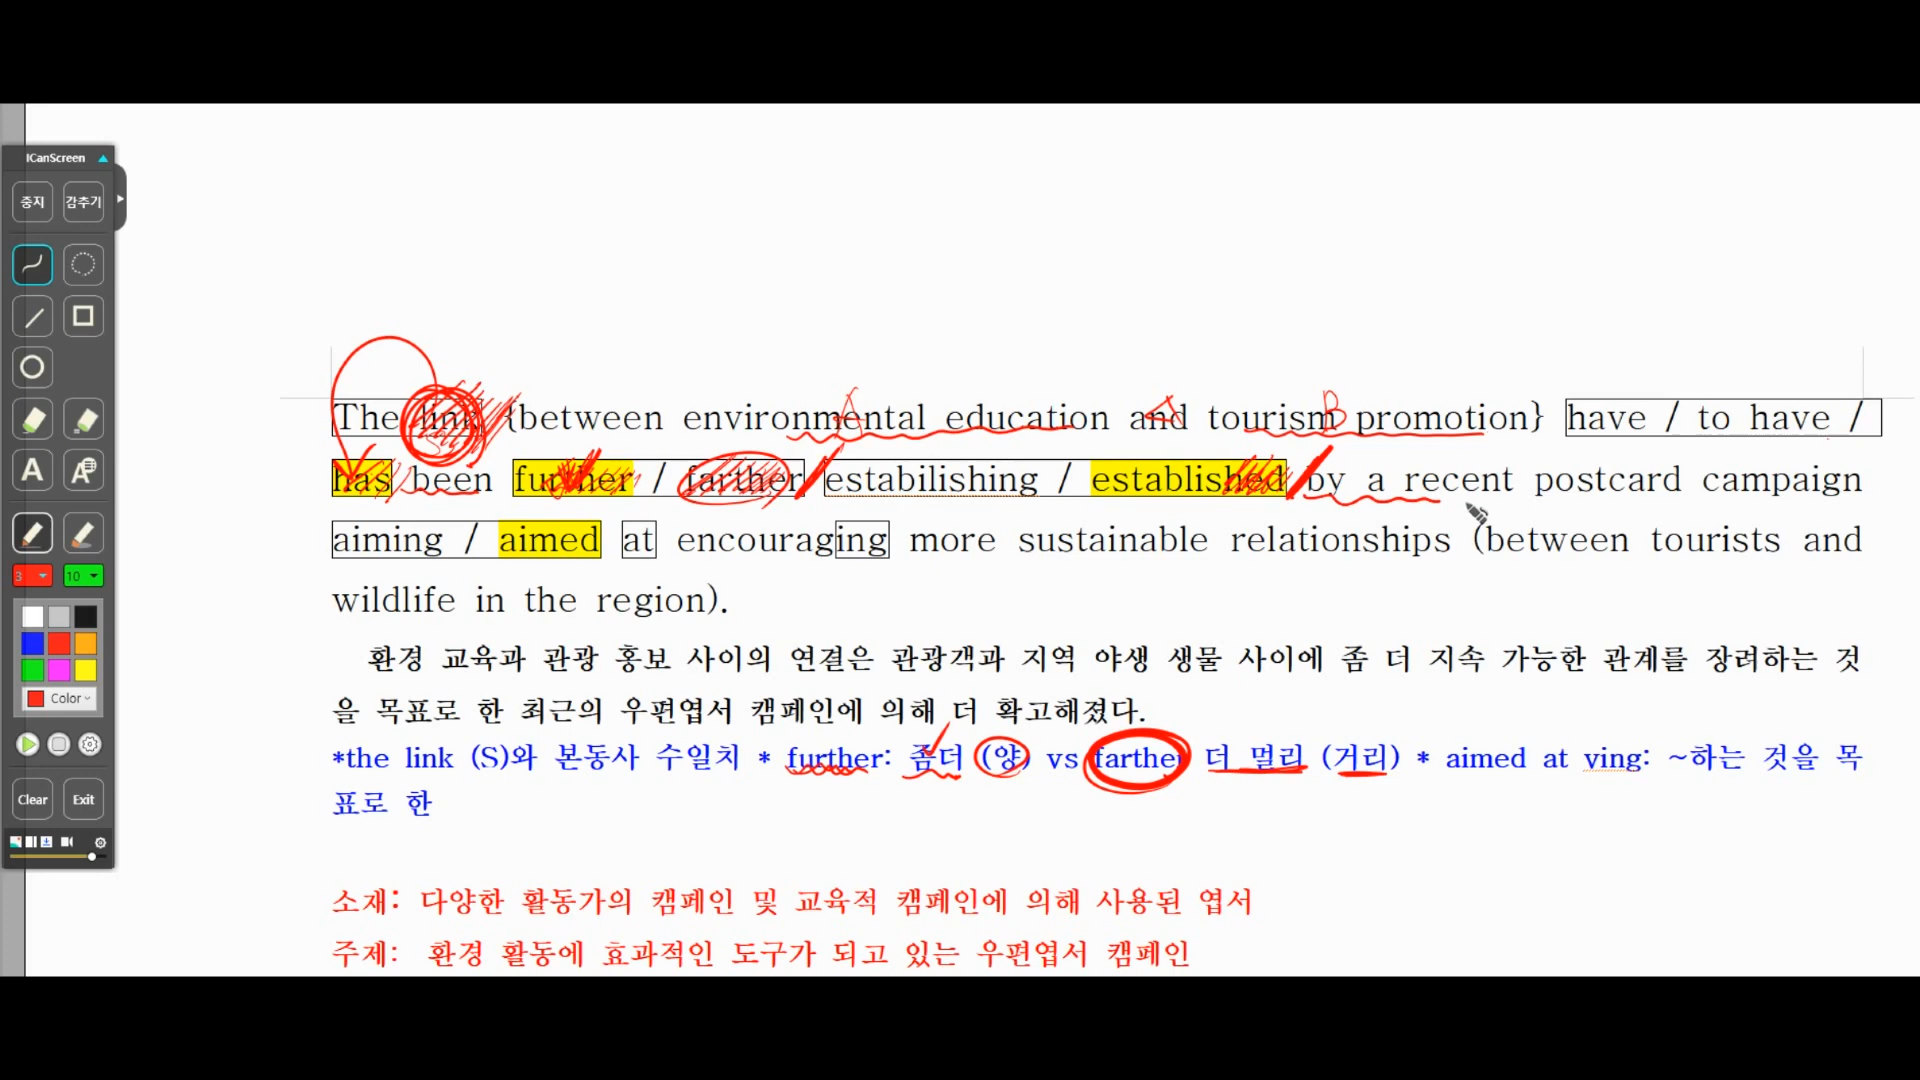 ICanScreen
중지 감추기
A
3 10
Color
Clear Exit
The link {between environmental education and tourism promotion} have / to have /
A B
has been further / farther estabilishing / established by a recent postcard campaign
aiming / aimed at encouraging more sustainable relationships (between tourists and
wildlife in the region).
환경 교육과 관광 홍보 사이의 연결은 관광객과 지역 야생 생물 사이에 좀 더 지속 가능한 관계를 장려하는 것
을 목표로 한 최근의 우편엽서 캠페인에 의해 더 확고해졌다.
*the link (S)와 본동사 수일치 * further: 좀더 (양) vs farther 더 멀리 (거리) * aimed at ving: ~하는 것을 목
표로 한
소재: 다양한 활동가의 캠페인 및 교육적 캠페인에 의해 사용된 엽서
주제: 환경 활동에 효과적인 도구가 되고 있는 우편엽서 캠페인